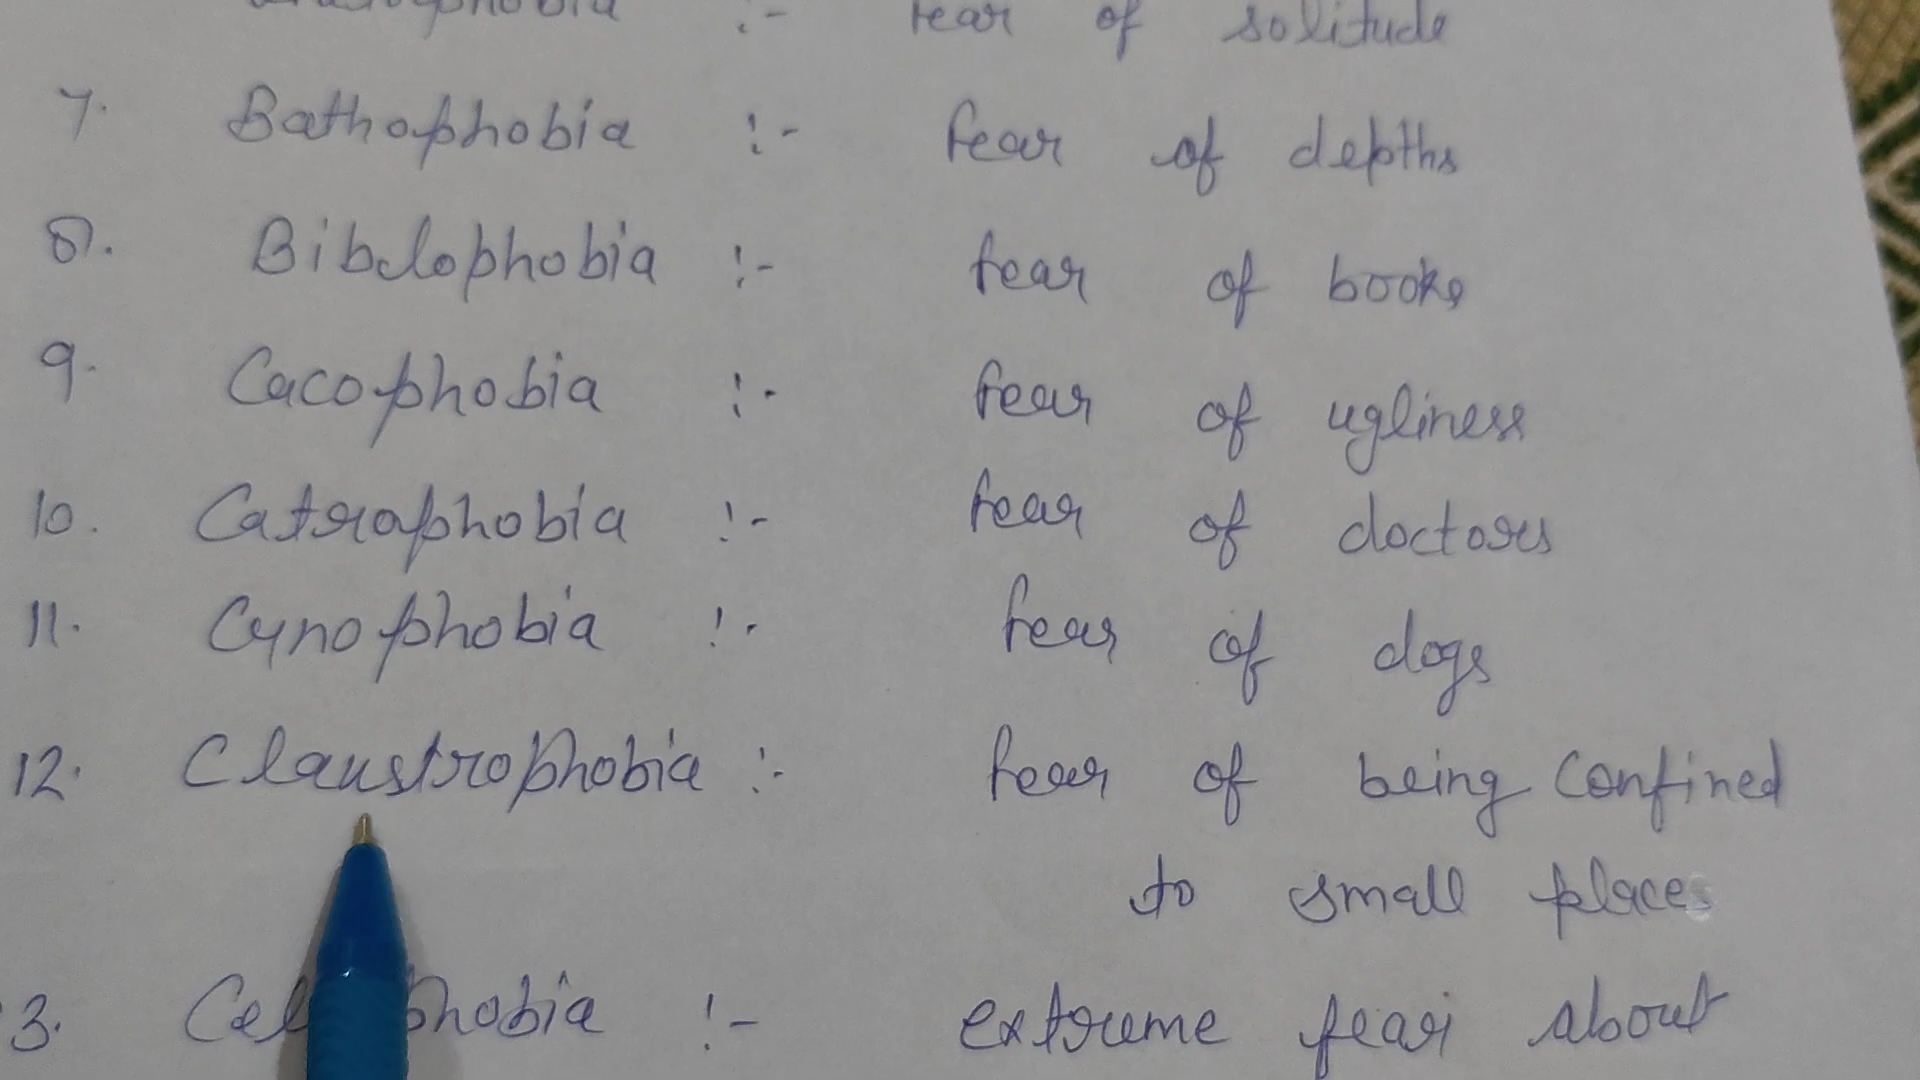 fear of solitude
7. Bathophobia :- fear of depths
8. Bibclophobia :- fear of books
9. Cacophobia :- fear of ugliness
10. Catraphobia :- fear of doctors
11. Cynophobia :- fear of dogs
12. Claustrophobia :- fear of being confined
to small places
3. phobia :- extreme fear about